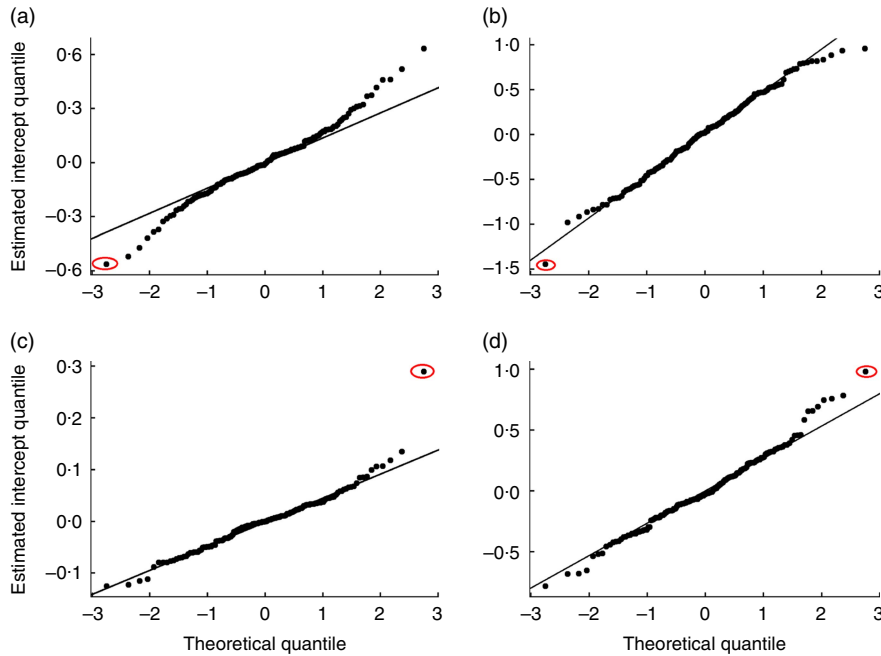 (a)
Estimated intercept quantile
0·6
0·3
0·0
–0·3
–0·6
–3 –2 –1 0 1 2 3
(b)
1·0
0·5
0·0
–0·5
–1·0
–1·5
–3 –2 –1 0 1 2 3
(c)
Estimated intercept quantile
0·3
0·2
0·1
0·0
–0·1
–3 –2 –1 0 1 2 3
Theoretical quantile
(d)
1·0
0·5
0·0
–0·5
–3 –2 –1 0 1 2 3
Theoretical quantile